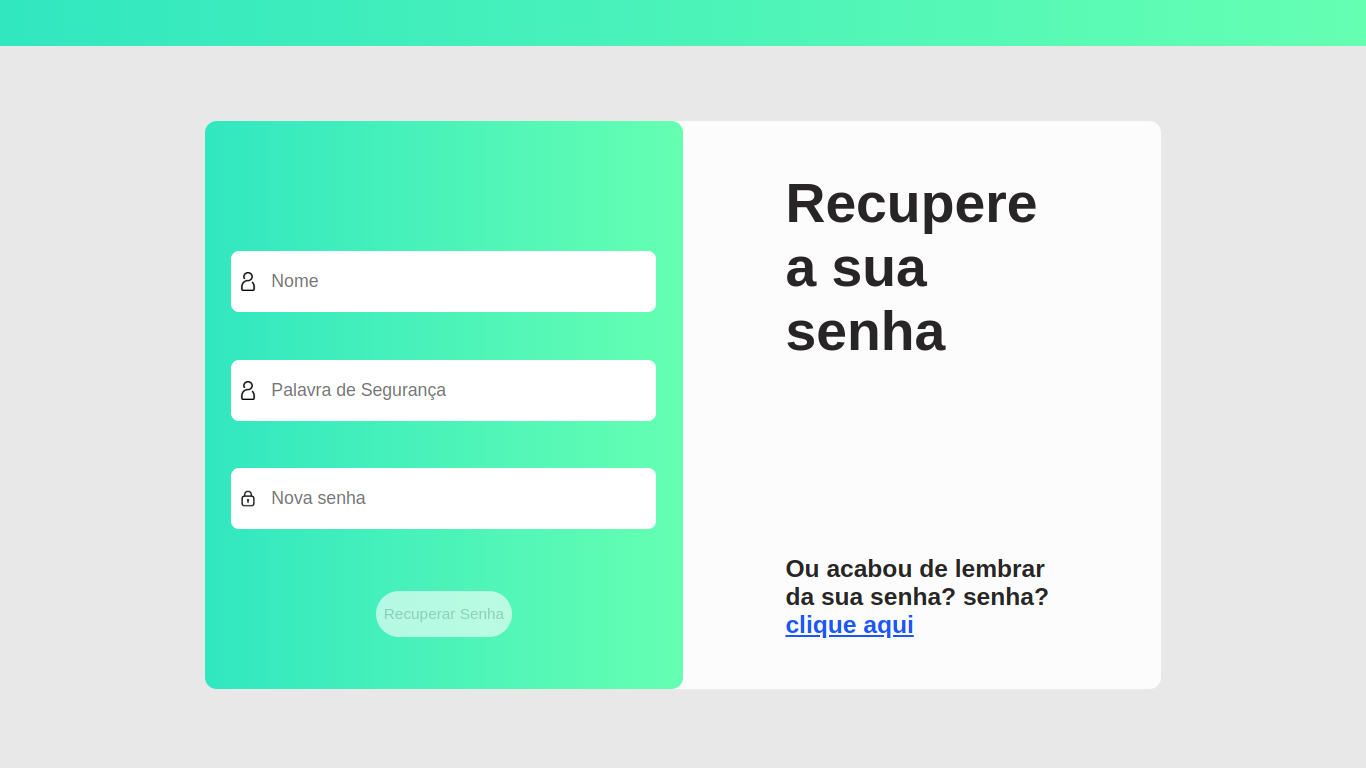 Nome
Palavra de Segurança
Nova senha
Recuperar Senha
Recupere
a sua
senha
Ou acabou de lembrar
da sua senha? senha?
clique aqui